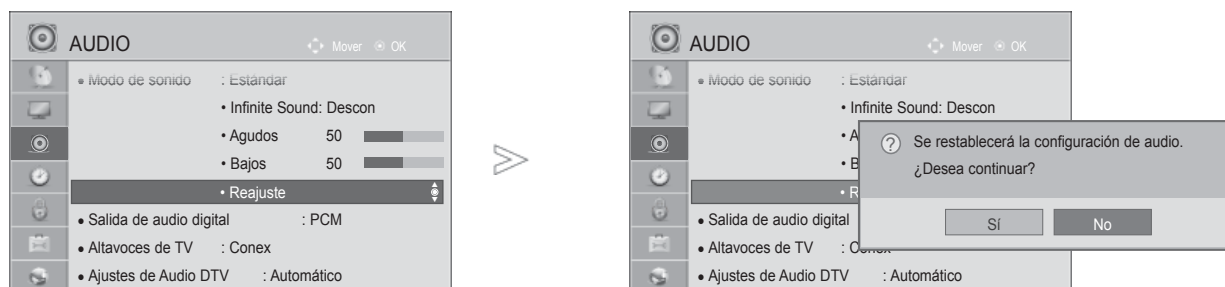 AUDIO
Mover OK
• Modo de sonido : Estándar
• Infinite Sound: Descon
• Agudos 50
• Bajos 50
• Reajuste
• Salida de audio digital : PCM
• Altavoces de TV : Conex
• Ajustes de Audio DTV : Automático
AUDIO
Mover OK
• Modo de sonido : Estándar
• Infinite Sound: Descon
• A
• B
• R
• Salida de audio digital
• Altavoces de TV : Conex
• Ajustes de Audio DTV : Automático
? Se restablecerá la configuración de audio.
¿Desea continuar?
Sí No